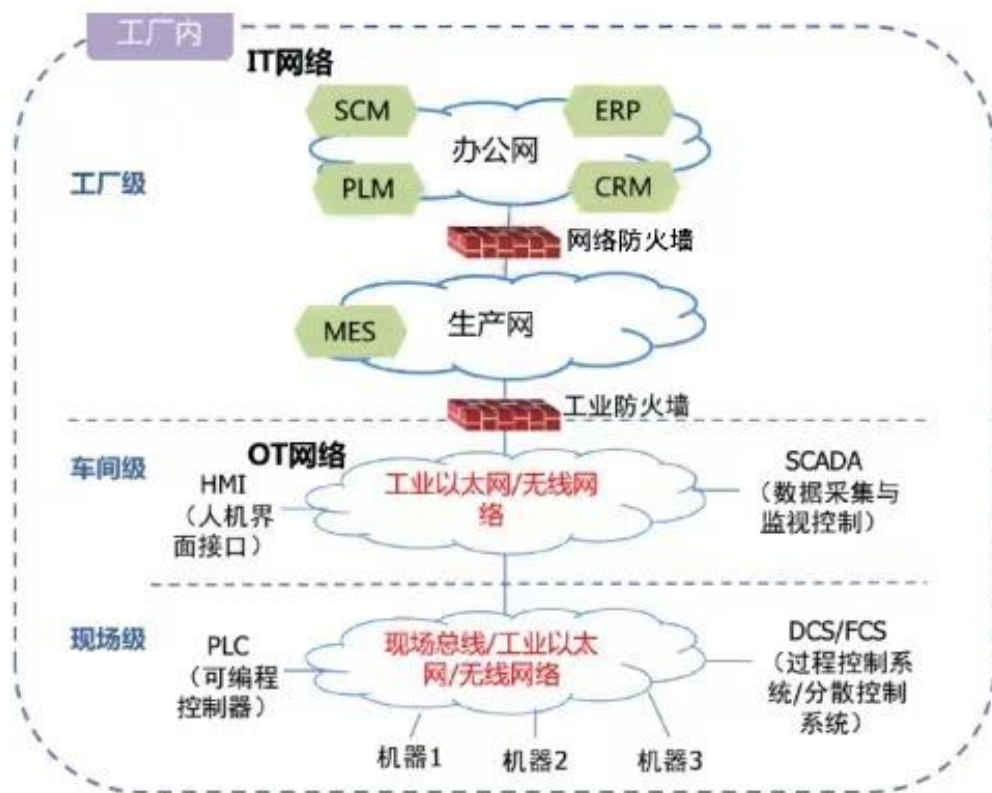 工厂内
IT网络
SCM
ERP
办公网
工厂级
PLM
CRM
网络防火墙
MES
生产网
工业防火墙
车间级
OT网络
HMI
（人机界
面接口）
工业以太网/无线网
络
SCADA
（数据采集与
监视控制）
现场级
PLC
（可编程
控制器）
现场总线/工业以太
网/无线网络
DCS/FCS
（过程控制系
统/分散控制
系统）
机器1
机器2
机器3